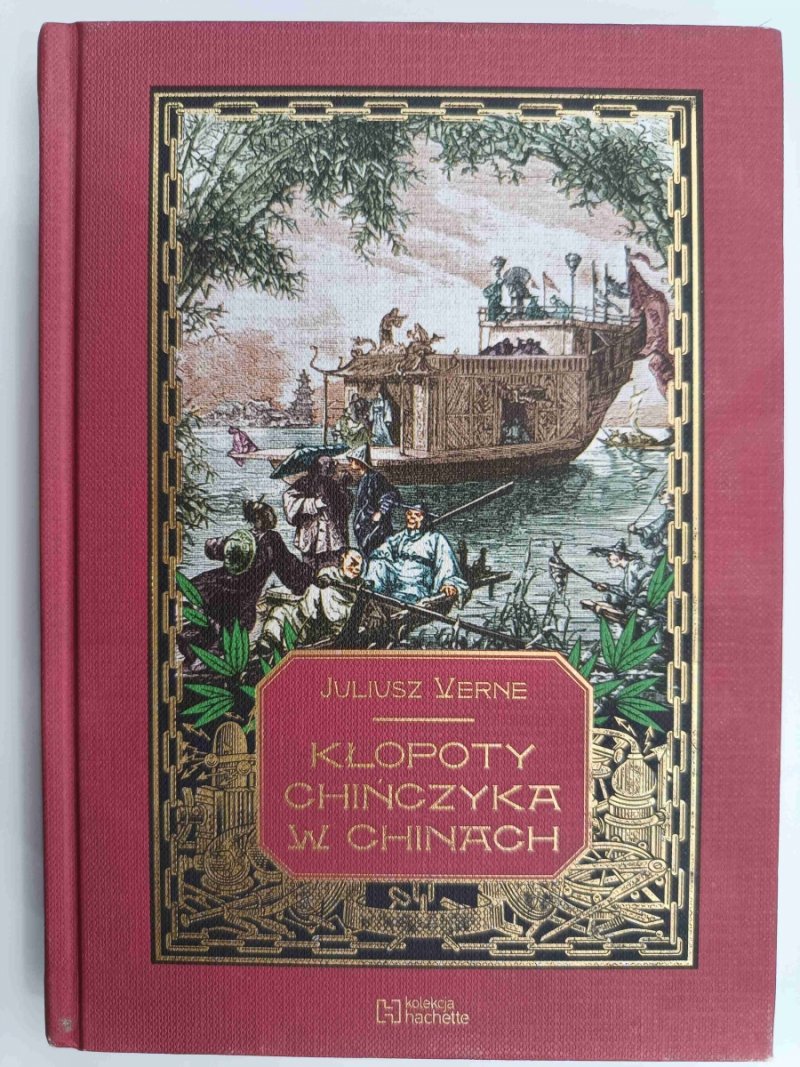 Juliusz Verne
Kłopoty
Chińczyka
w Chinach
kolekcja
hachette